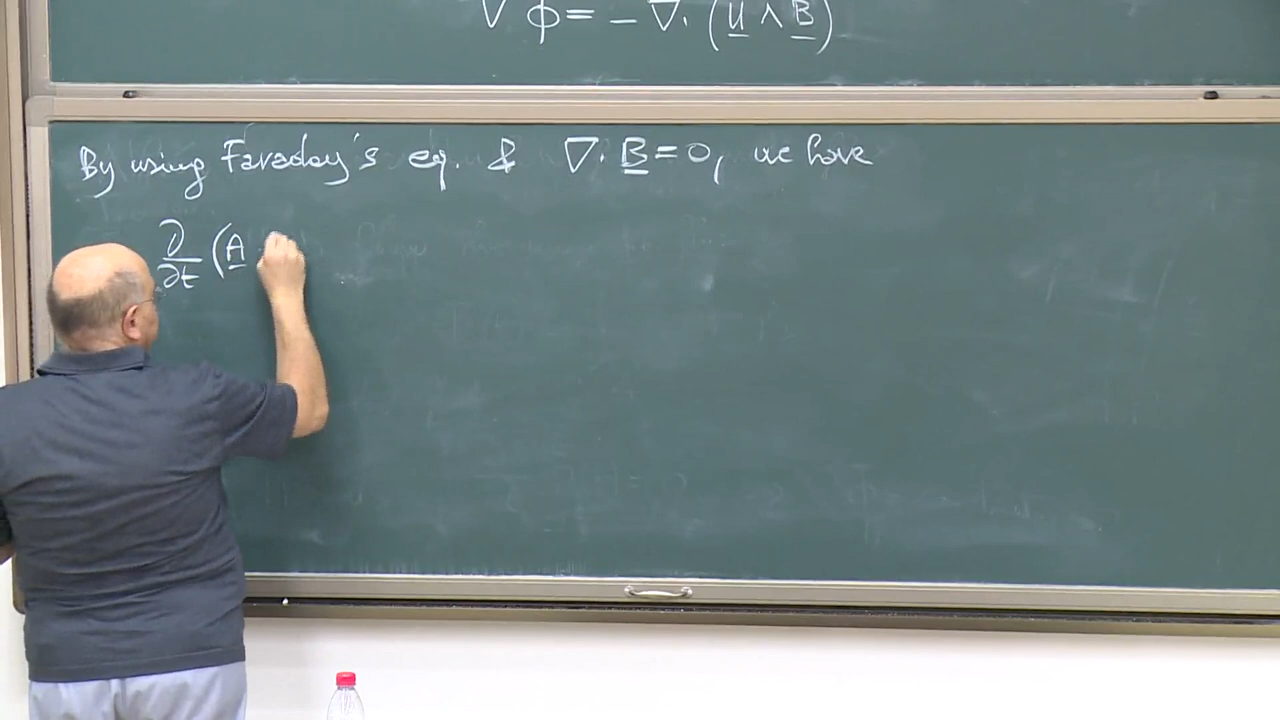 ∇ ϕ = − ∇ · (u ∧ B)
By using Faraday's eq. & ∇ · B = 0, we have
∂/∂t (A